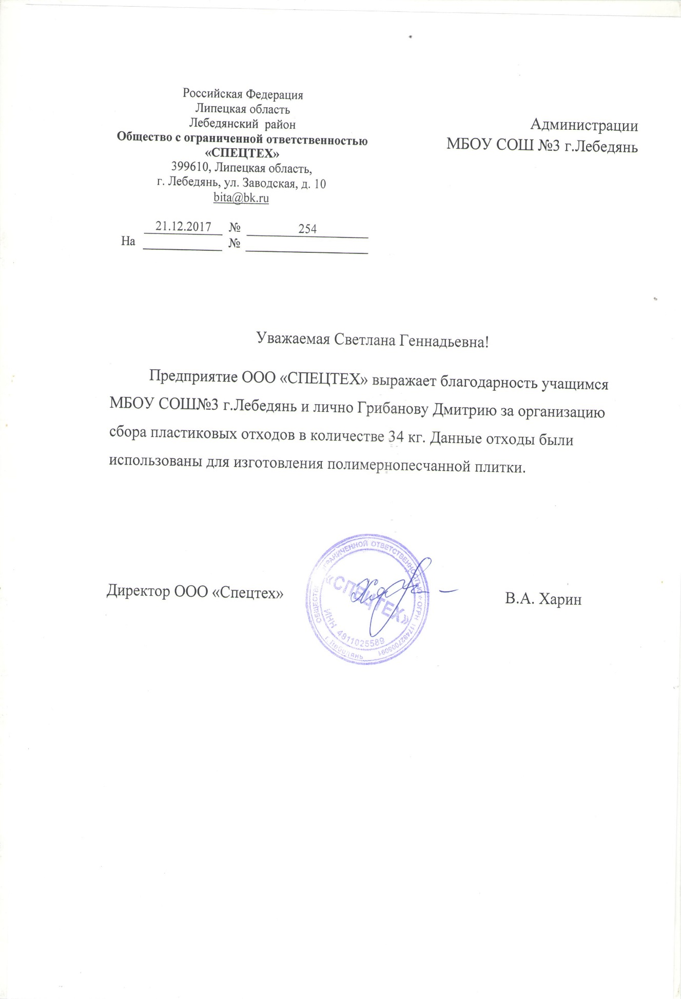 Российская Федерация
Липецкая область
Лебедянский район
Общество с ограниченной ответственностью
«СПЕЦТЕХ»
399610, Липецкая область,
г. Лебедянь, ул. Заводская, д. 10
bita@bk.ru
21.12.2017 № 254
На № 
Администрации
МБОУ СОШ №3 г.Лебедянь
Уважаемая Светлана Геннадьевна!
Предприятие ООО «СПЕЦТЕХ» выражает благодарность учащимся
МБОУ СОШ№3 г.Лебедянь и лично Грибанову Дмитрию за организацию
сбора пластиковых отходов в количестве 34 кг. Данные отходы были
использованы для изготовления полимернопесчанной плитки.
Директор ООО «Спецтех»
В.А. Харин
ОГРАНИЧЕННОЙ ОТВЕТСТВЕННОСТЬЮ * ОГРН
«СПЕЦТЕХ»
ИНН 4811025589
г. Лебедянь